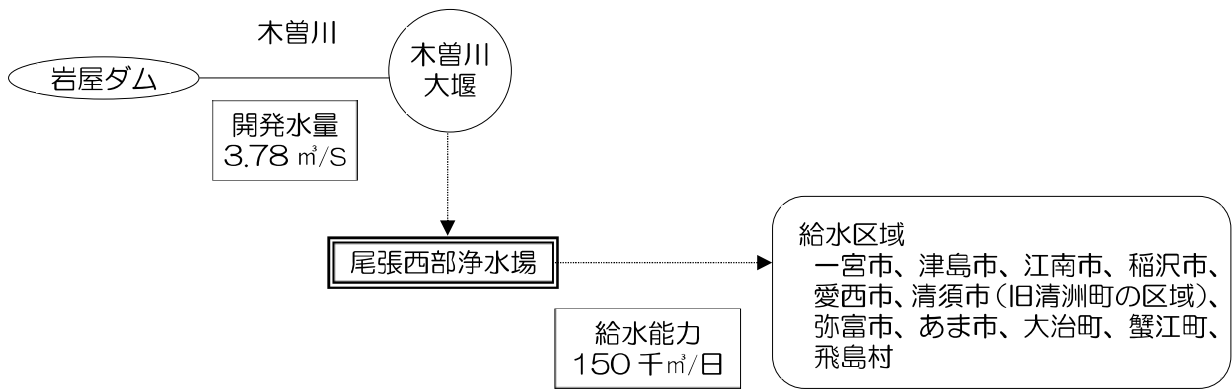 木曽川
岩屋ダム
木曽川
大堰
開発水量
3.78 ㎥/S
尾張西部浄水場
給水能力
150 千㎥/日
給水区域
一宮市、津島市、江南市、稲沢市、
愛西市、清須市（旧清洲町の区域）、
弥富市、あま市、大治町、蟹江町、
飛島村